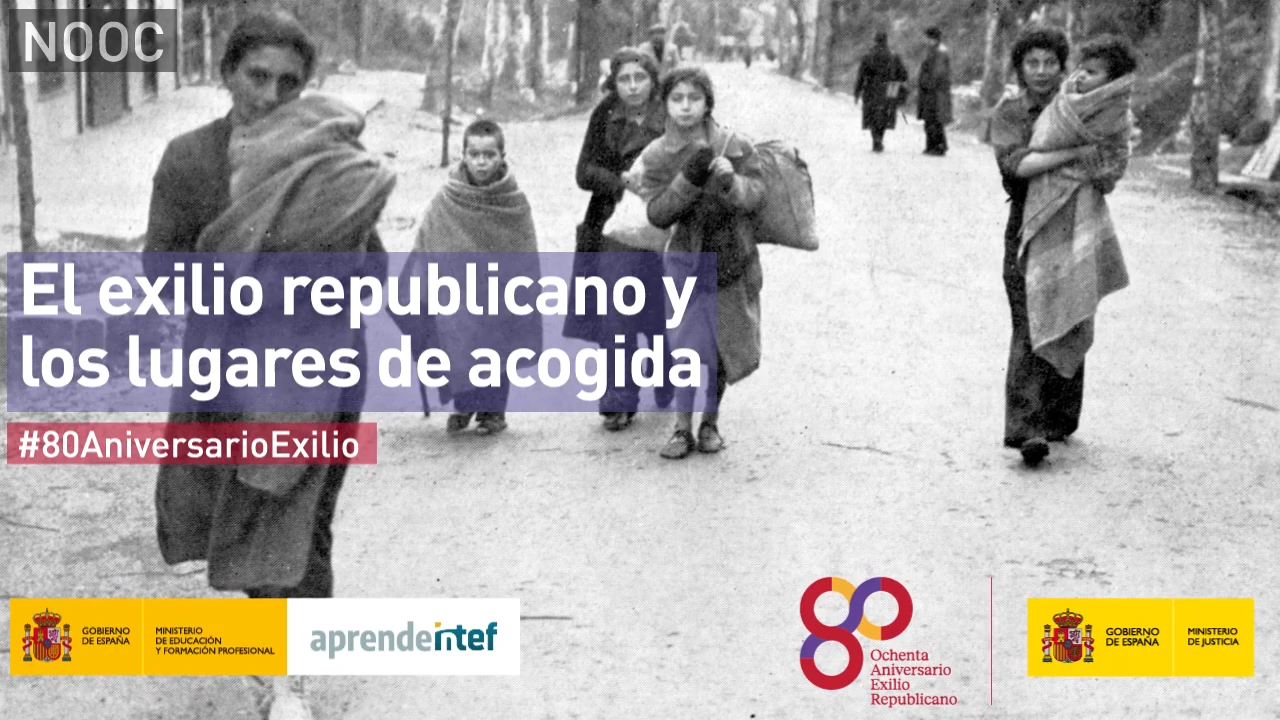 NOOC
El exilio republicano y
los lugares de acogida
#80AniversarioExilio
GOBIERNO
DE ESPAÑA
MINISTERIO
DE EDUCACIÓN
Y FORMACIÓN PROFESIONAL
aprendeintef
80
Ochenta
Aniversario
Exilio
Republicano
GOBIERNO
DE ESPAÑA
MINISTERIO
DE JUSTICIA